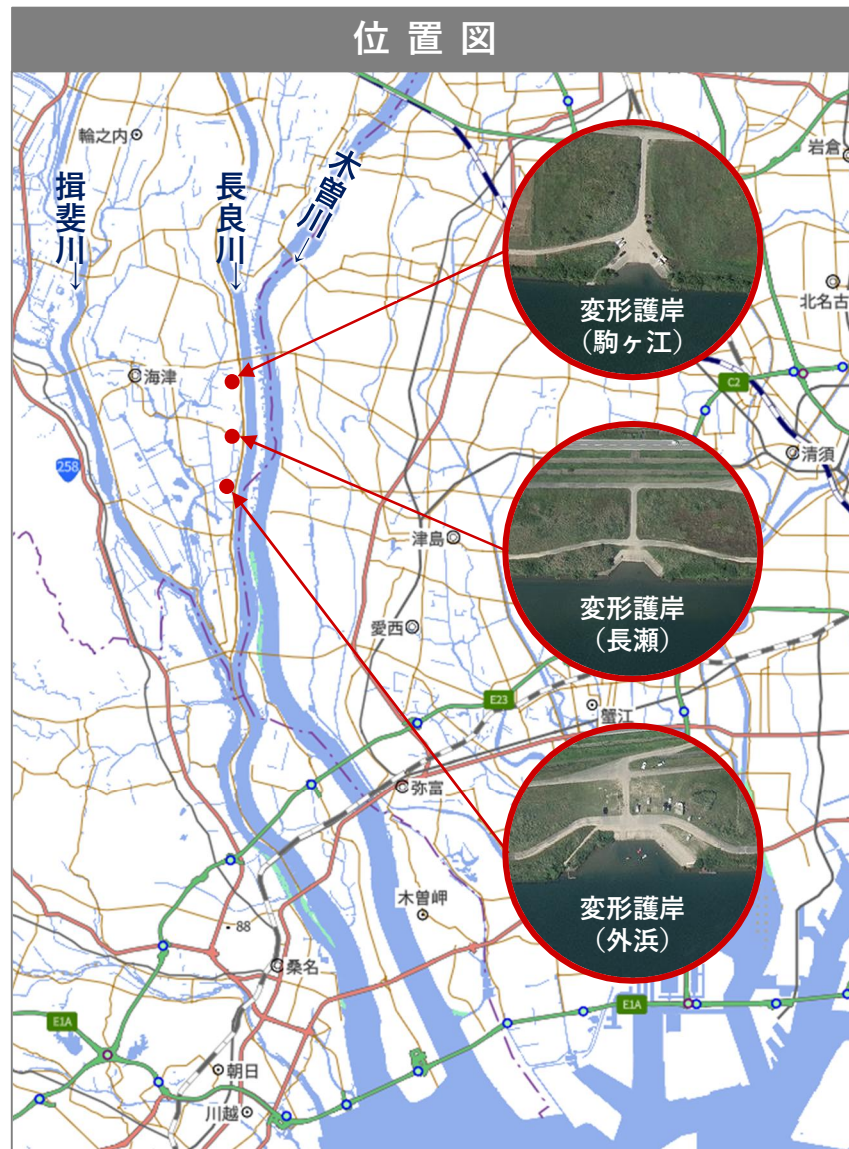 位置図
輪之内
岩倉
揖斐川→
長良川→
木曽川→
変形護岸
(駒ヶ江)
北名古
海津
C2
258
清須
津島
変形護岸
(長瀬)
愛西
E23
蟹江
弥富
変形護岸
(外浜)
木曽岬
88
桑名
E1A
E1A
朝日
川越